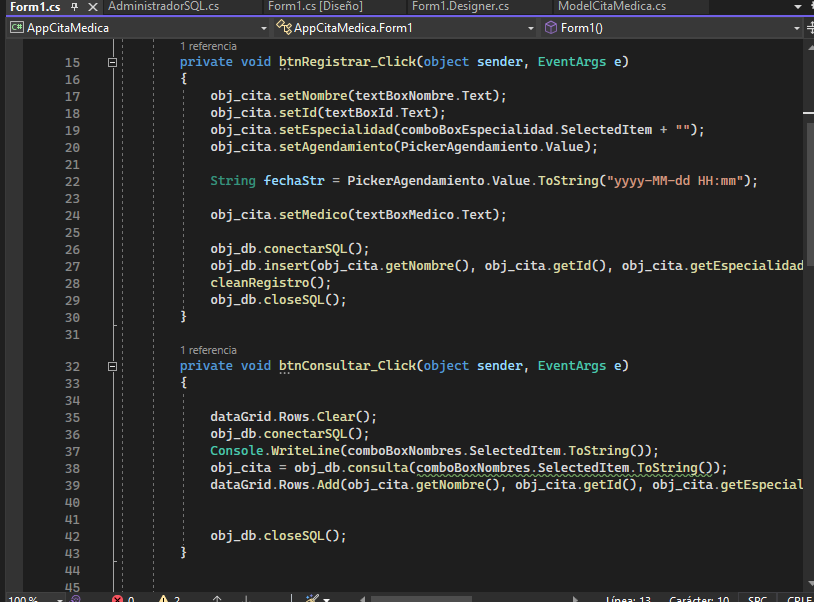 Form1.cs AdministradorSQL.cs Form1.cs [Diseño] Form1.Designer.cs ModelCitaMedica.cs
C# AppCitaMedica AppCitaMedica.Form1 Form1()
1 referencia
15 private void btnRegistrar_Click(object sender, EventArgs e)
16 {
17 obj_cita.setNombre(textBoxNombre.Text);
18 obj_cita.setId(textBoxId.Text);
19 obj_cita.setEspecialidad(comboBoxEspecialidad.SelectedItem + "");
20 obj_cita.setAgendamiento(PickerAgendamiento.Value);
21
22 String fechaStr = PickerAgendamiento.Value.ToString("yyyy-MM-dd HH:mm");
23
24 obj_cita.setMedico(textBoxMedico.Text);
25
26 obj_db.conectarSQL();
27 obj_db.insert(obj_cita.getNombre(), obj_cita.getId(), obj_cita.getEspecialidad
28 cleanRegistro();
29 obj_db.closeSQL();
30 }
31
1 referencia
32 private void btnConsultar_Click(object sender, EventArgs e)
33 {
34
35 dataGrid.Rows.Clear();
36 obj_db.conectarSQL();
37 Console.WriteLine(comboBoxNombres.SelectedItem.ToString());
38 obj_cita = obj_db.consulta(comboBoxNombres.SelectedItem.ToString());
39 dataGrid.Rows.Add(obj_cita.getNombre(), obj_cita.getId(), obj_cita.getEspecial
40
41
42 obj_db.closeSQL();
43 }
44
45
100 % 0 2 Línea: 13 Carácter: 10 SPC CRLF